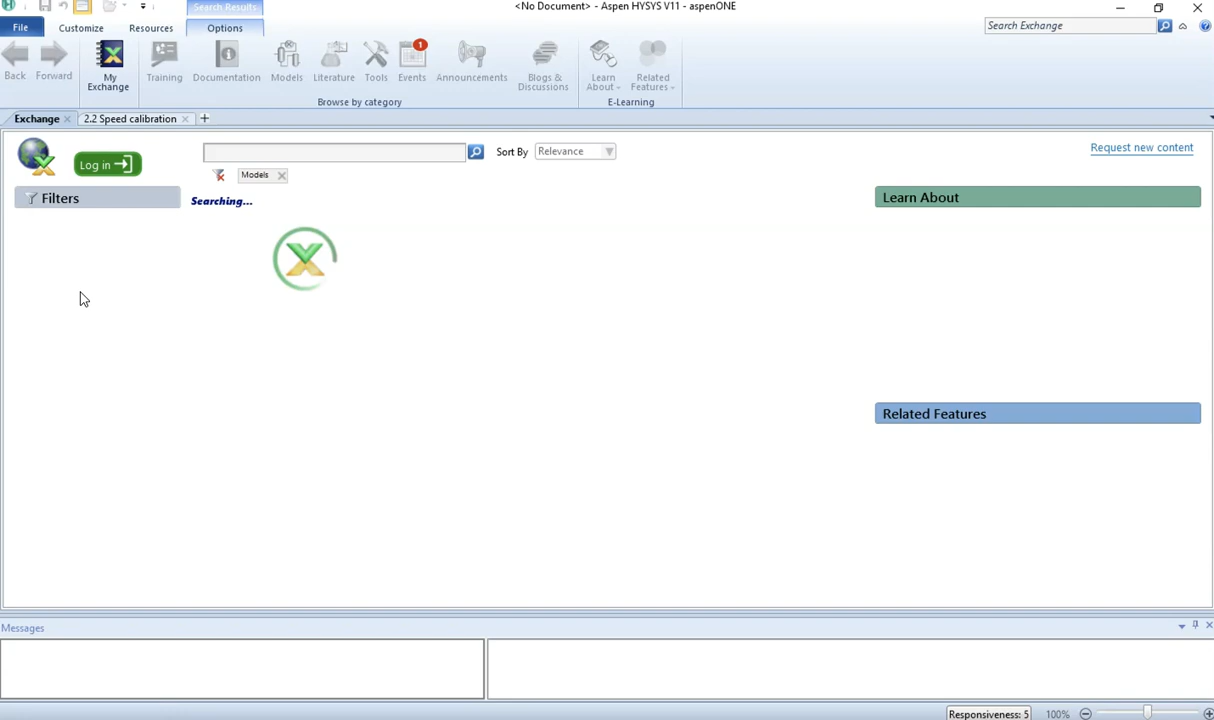 Search Results
<No Document> - Aspen HYSYS V11 - aspenONE
File Customize Resources Options
Search Exchange
Back Forward My Exchange Training Documentation Models Literature Tools Events 1 Announcements Blogs & Discussions Learn About Related Features
Browse by category E-Learning
Exchange 2.2 Speed calibration +
Log in Sort By Relevance Request new content
Models
Filters Searching... Learn About
Related Features
Messages
Responsiveness: 5 100%